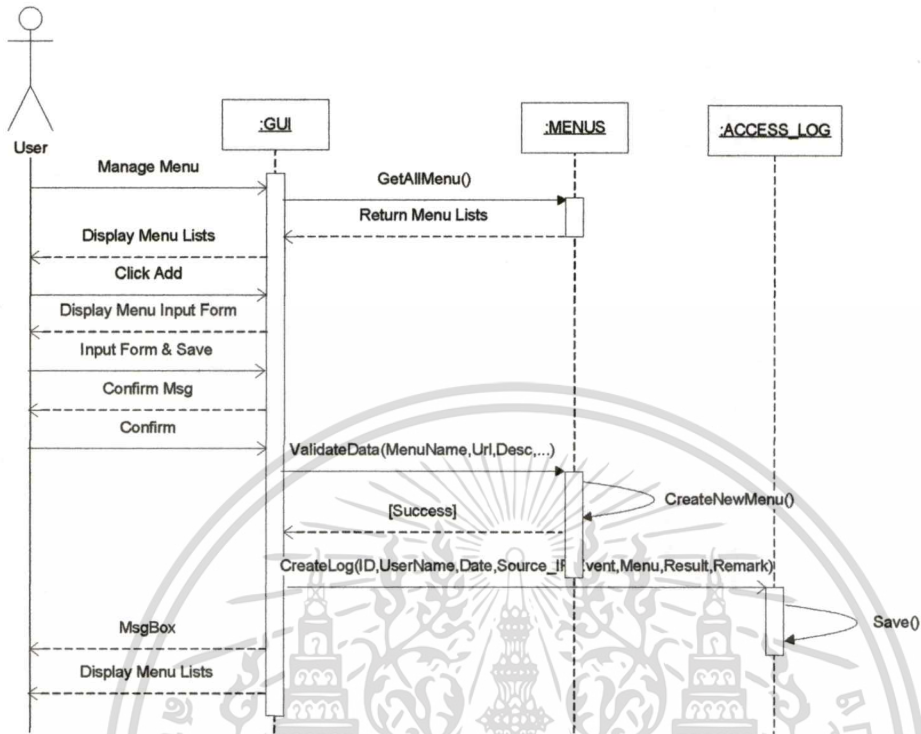 :GUI
:MENUS
:ACCESS_LOG
User
Manage Menu
GetAllMenu()
Return Menu Lists
Display Menu Lists
Click Add
Display Menu Input Form
Input Form & Save
Confirm Msg
Confirm
ValidateData(MenuName,Url,Desc,...)
CreateNewMenu()
[Success]
CreateLog(ID,UserName,Date,Source_IP,Event,Menu,Result,Remark)
Save()
MsgBox
Display Menu Lists